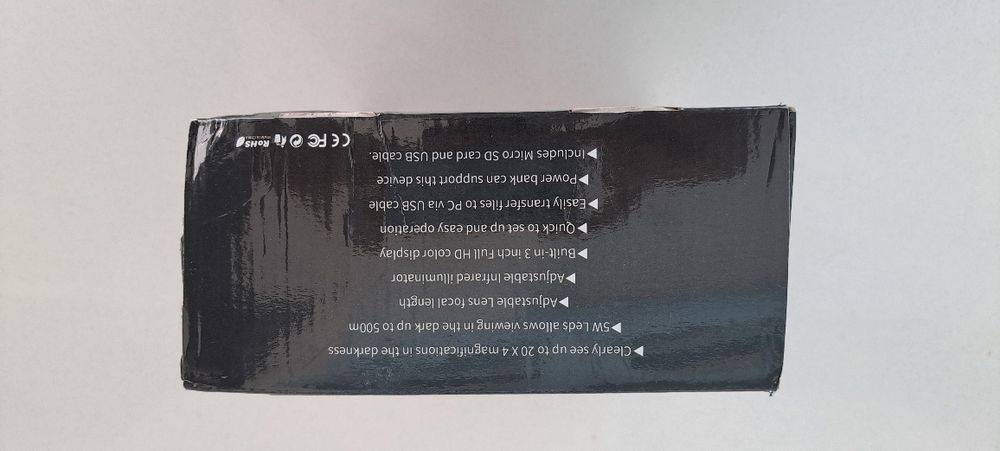 ▶Clearly see up to 20 X 4 magnifications in the darkness
▶5W Leds allows viewing in the dark up to 500m
▶Adjustable Lens focal length
▶Adjustable Infrared illuminator
▶Built-in 3 inch Full HD color display
▶Quick to set up and easy operation
▶Easily transfer files to PC via USB cable
▶Power bank can support this device
▶Includes Micro SD card and USB cable.
CE FC RoHS